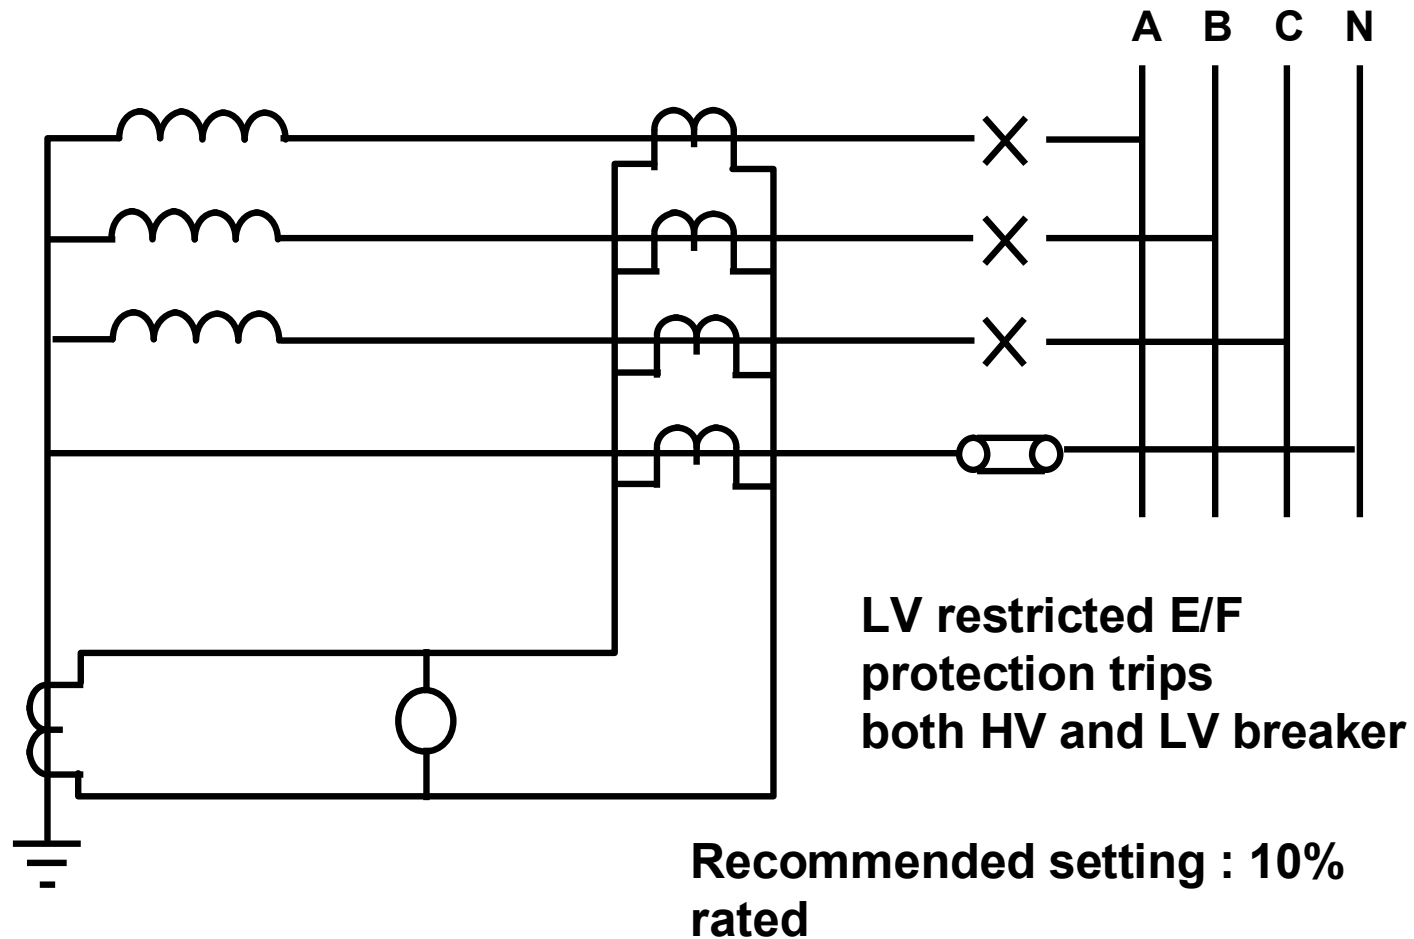 A B C N
LV restricted E/F
protection trips
both HV and LV breaker
Recommended setting : 10%
rated